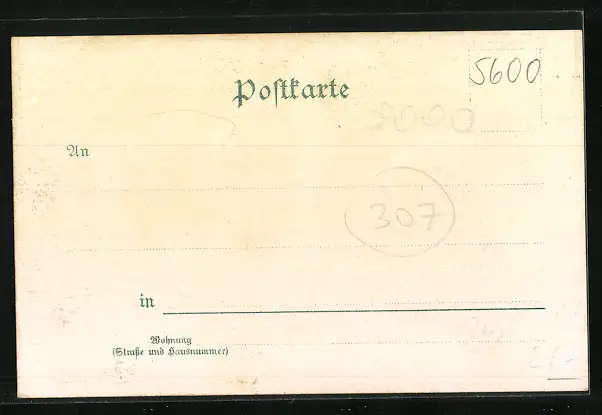 5600
Poſtkarte
3000
An
307
in
Wohnung
(Straße und Hausnummer)